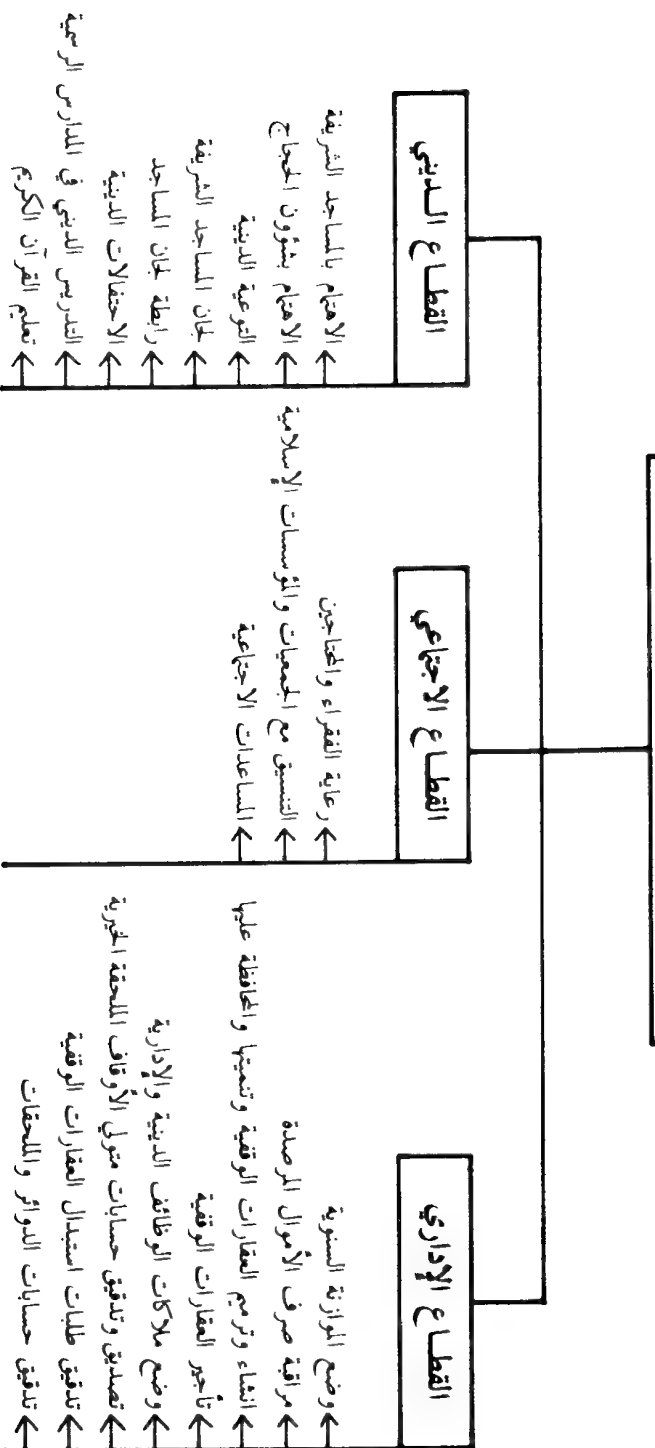 القطاع الديني
الاهتمام بالمساجد الشريفة
الاهتمام بشؤون الحجاج
التوعية الدينية
لجان المساجد الشريفة
رابطة لجان المساجد
الاحتفالات الدينية
التدريس الديني في المدارس الرسمية
تعليم القرآن الكريم
القطاع الاجتماعي
رعاية الفقراء والمحتاجين
التنسيق مع الجمعيات والمؤسسات الإسلامية
المساعدات الاجتماعية
القطاع الإداري
وضع الموازنة السنوية
مراقبة صرف الأموال المرصدة
انشاء وترميم العقارات الوقفية وتنميتها والمحافظة عليها
تأجير العقارات الوقفية
وضع ملاكات الوظائف الدينية والإدارية
تصديق وتدقيق حسابات متولي الأوقاف الملحقة الخيرية
تدقيق طلبات استبدال العقارات الوقفية
تدقيق حسابات الدوائر والملحقات